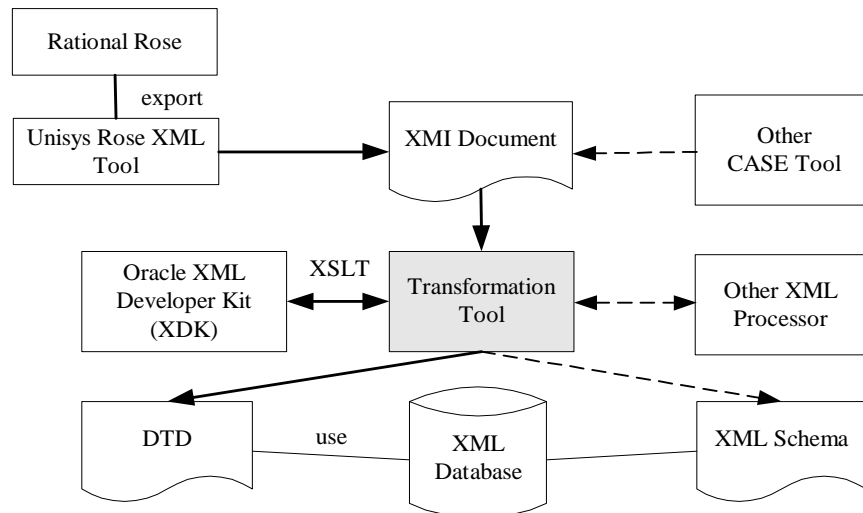 Rational Rose
export
Unisys Rose XML
Tool
XMI Document
Other
CASE Tool
Oracle XML
Developer Kit
(XDK)
XSLT
Transformation
Tool
Other XML
Processor
DTD
use
XML
Database
XML Schema